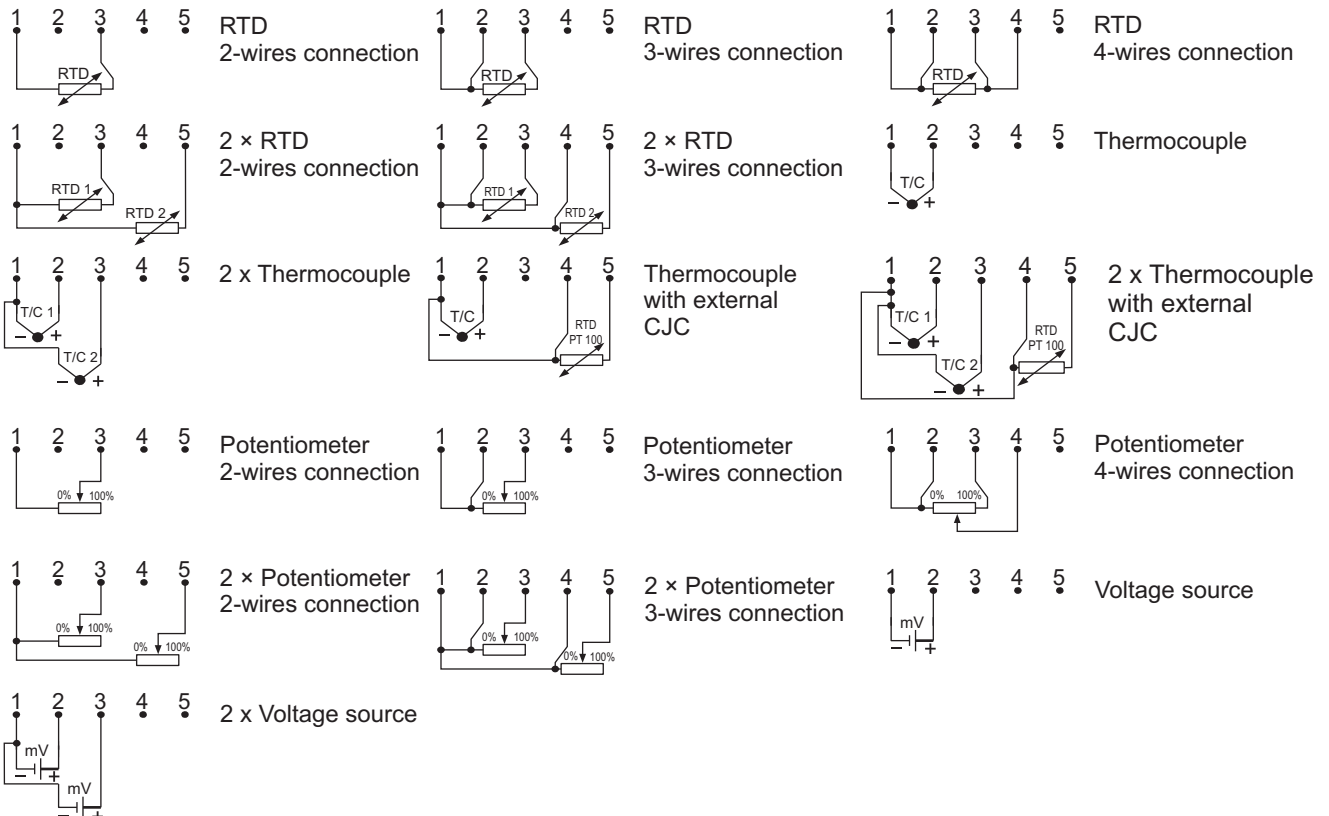 1 2 3 4 5
RTD
2-wires connection
RTD
1 2 3 4 5
RTD
3-wires connection
RTD
1 2 3 4 5
RTD
4-wires connection
RTD
1 2 3 4 5
2 × RTD
2-wires connection
RTD 1
RTD 2
1 2 3 4 5
2 × RTD
3-wires connection
RTD 1
RTD 2
1 2 3 4 5
Thermocouple
T/C
– +
1 2 3 4 5
2 x Thermocouple
T/C 1
– +
T/C 2
– +
1 2 3 4 5
Thermocouple
with external
CJC
T/C
– +
RTD
PT 100
1 2 3 4 5
2 x Thermocouple
with external
CJC
T/C 1
– +
T/C 2
– +
RTD
PT 100
1 2 3 4 5
Potentiometer
2-wires connection
0% 100%
1 2 3 4 5
Potentiometer
3-wires connection
0% 100%
1 2 3 4 5
Potentiometer
4-wires connection
0% 100%
1 2 3 4 5
2 × Potentiometer
2-wires connection
0% 100%
0% 100%
1 2 3 4 5
2 × Potentiometer
3-wires connection
0% 100%
0% 100%
1 2 3 4 5
Voltage source
mV
– +
1 2 3 4 5
2 x Voltage source
mV
– +
mV
– +